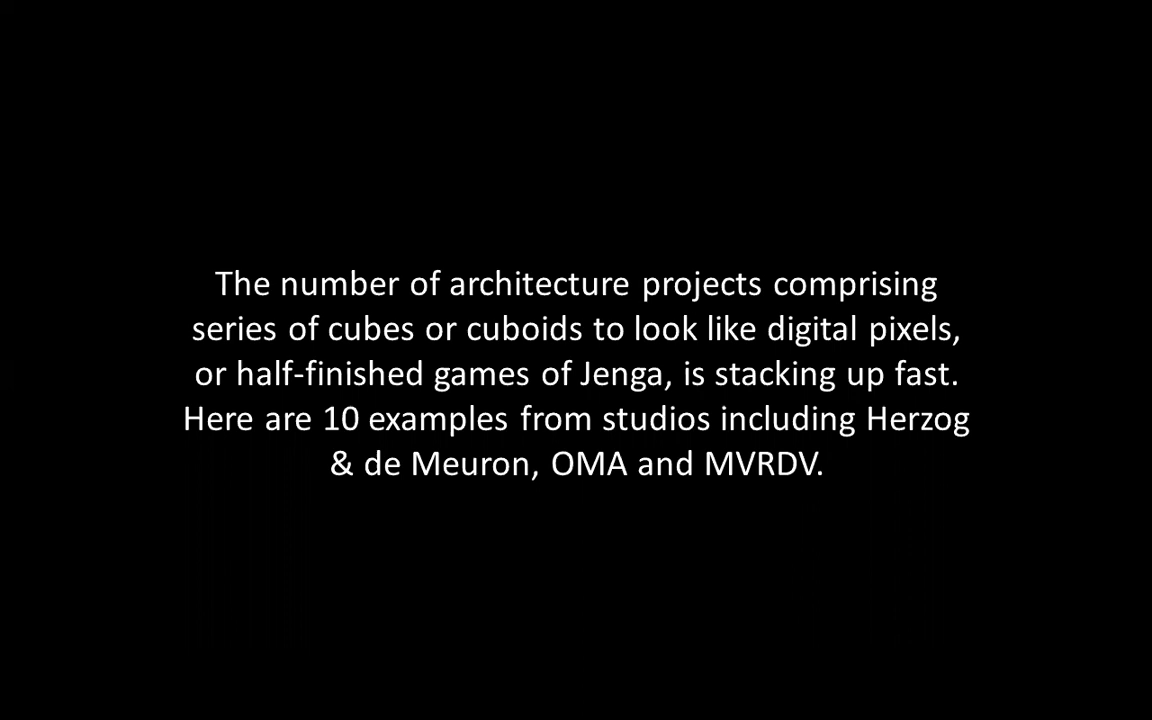 The number of architecture projects comprising
series of cubes or cuboids to look like digital pixels,
or half-finished games of Jenga, is stacking up fast.
Here are 10 examples from studios including Herzog
& de Meuron, OMA and MVRDV.